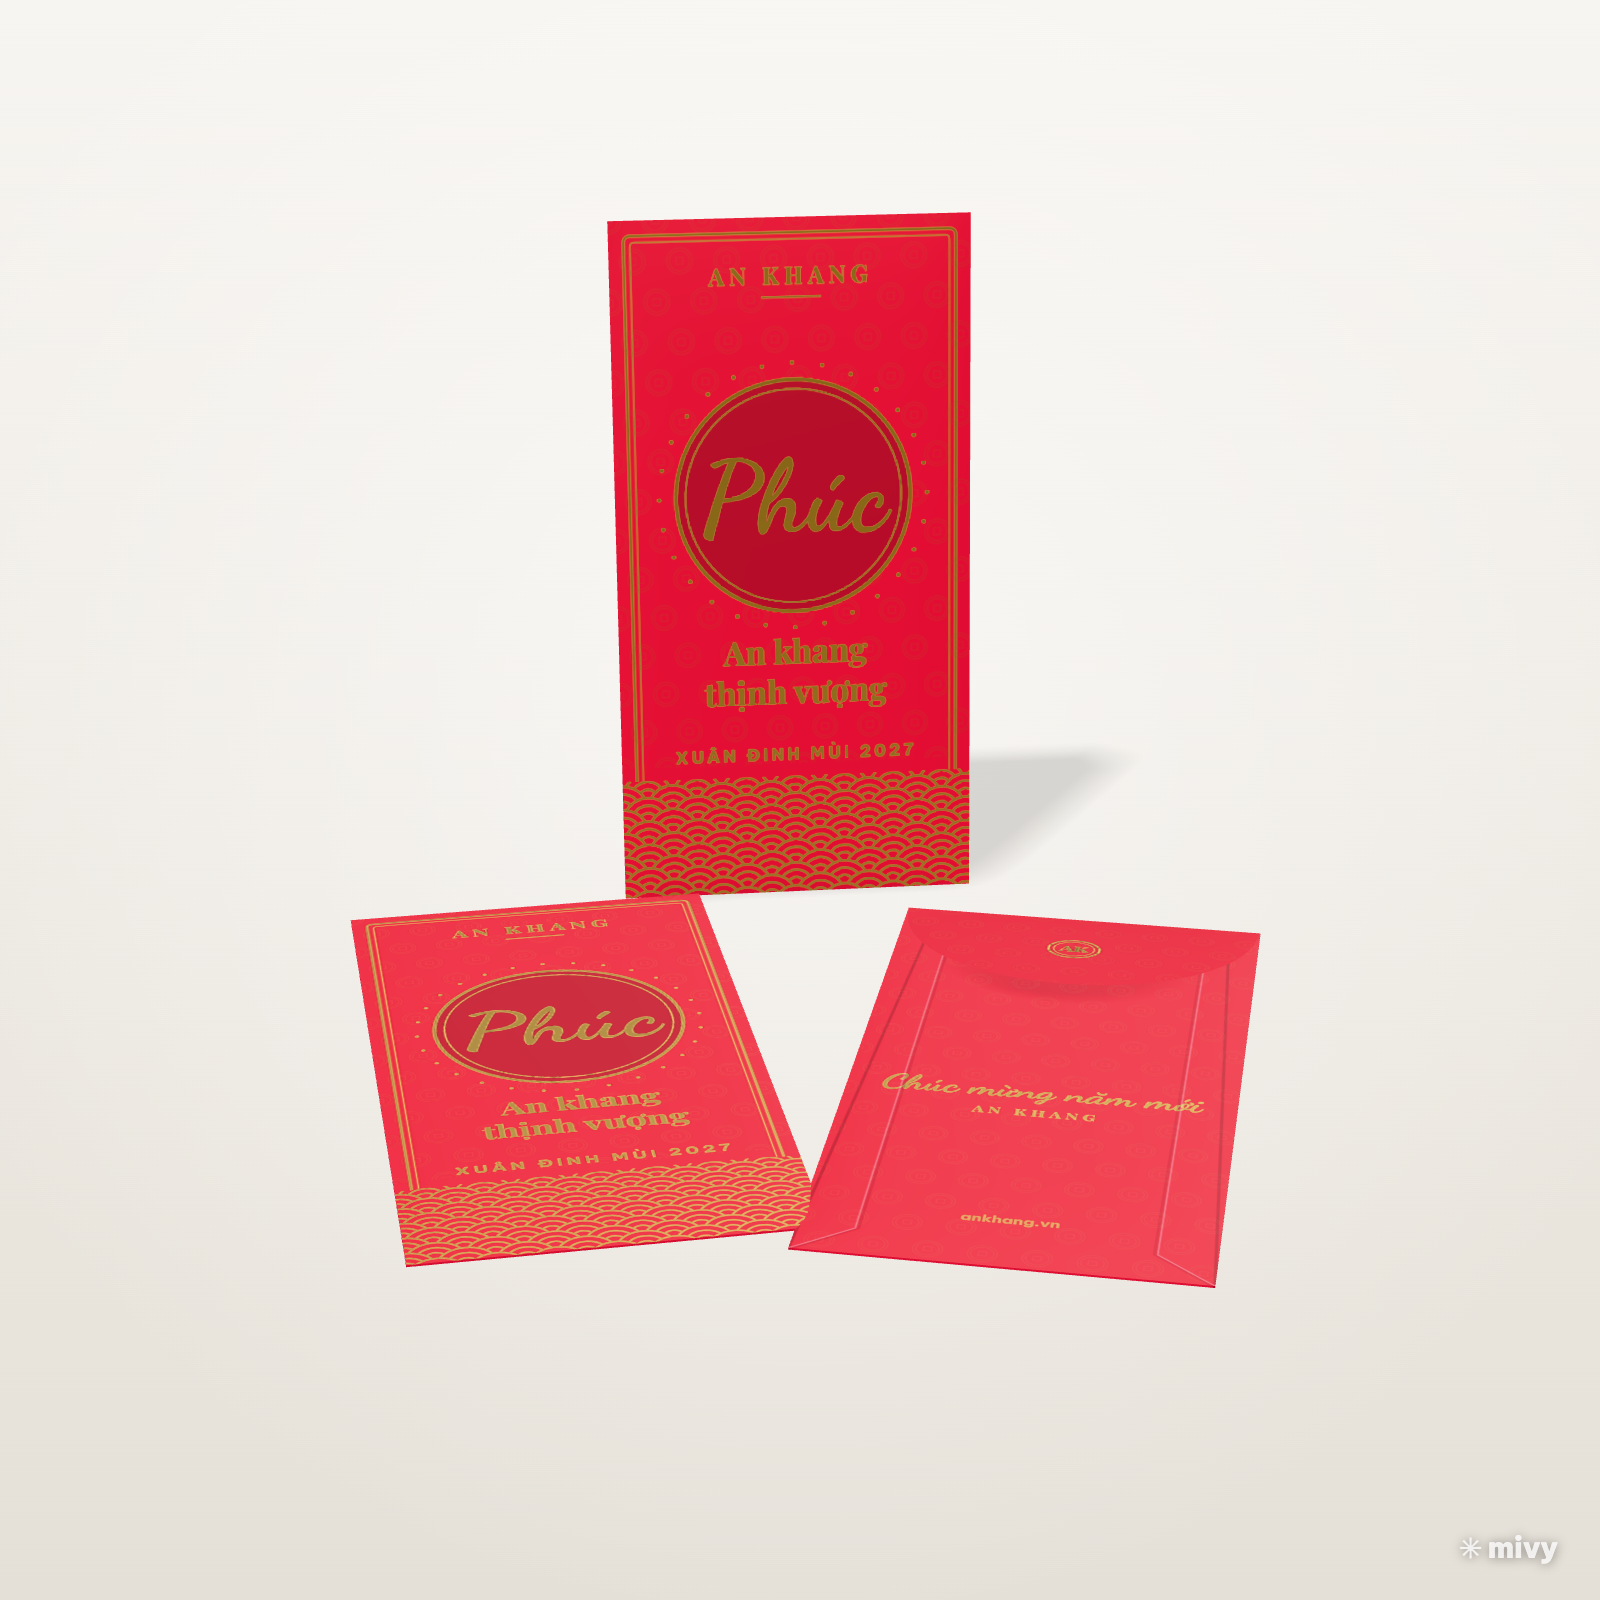 AN KHANG
Phúc
An khang
thịnh vượng
XUÂN ĐINH MÙI 2027
AN KHANG
Phúc
An khang
thịnh vượng
XUÂN ĐINH MÙI 2027
AK
Chúc mừng năm mới
AN KHANG
ankhang.vn
mivy